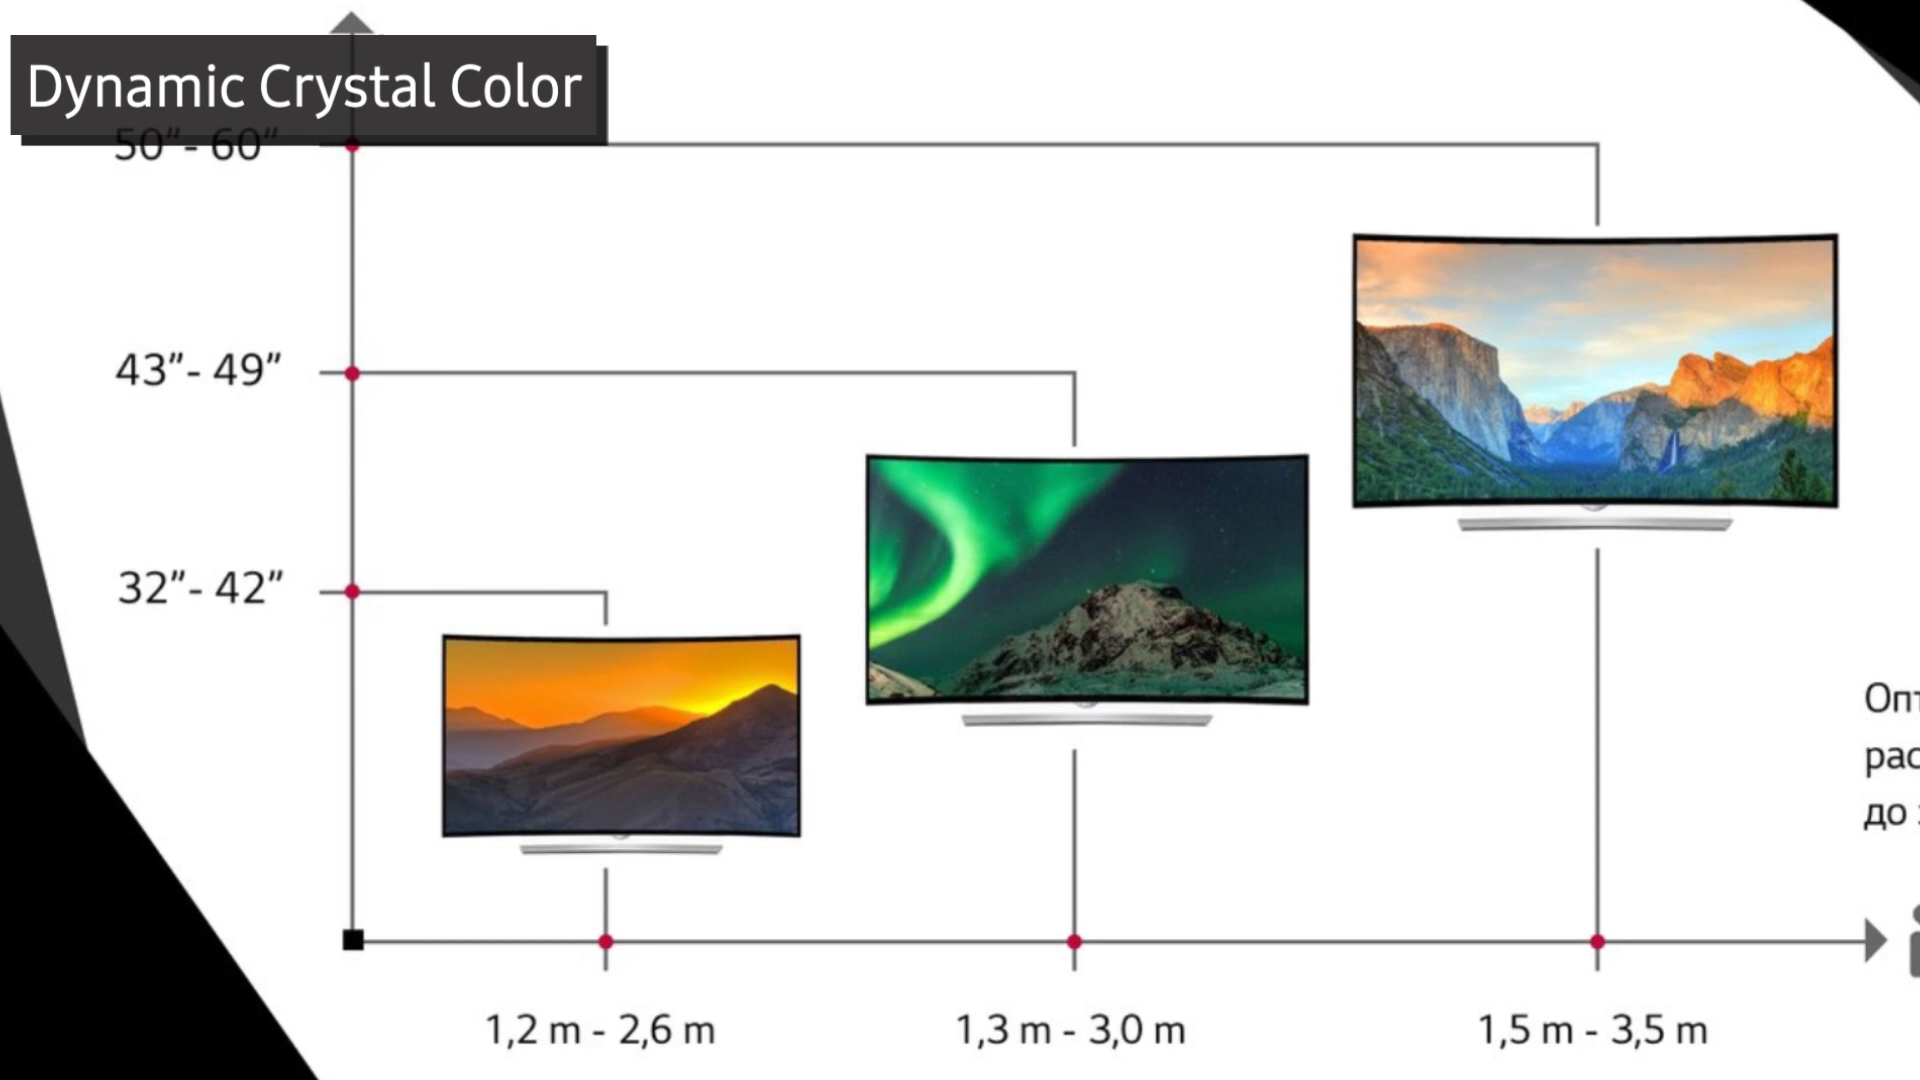 Dynamic Crystal Color
50”- 60”
43”- 49”
32”- 42”
до
1,2 m - 2,6 m
1,3 m - 3,0 m
1,5 m - 3,5 m